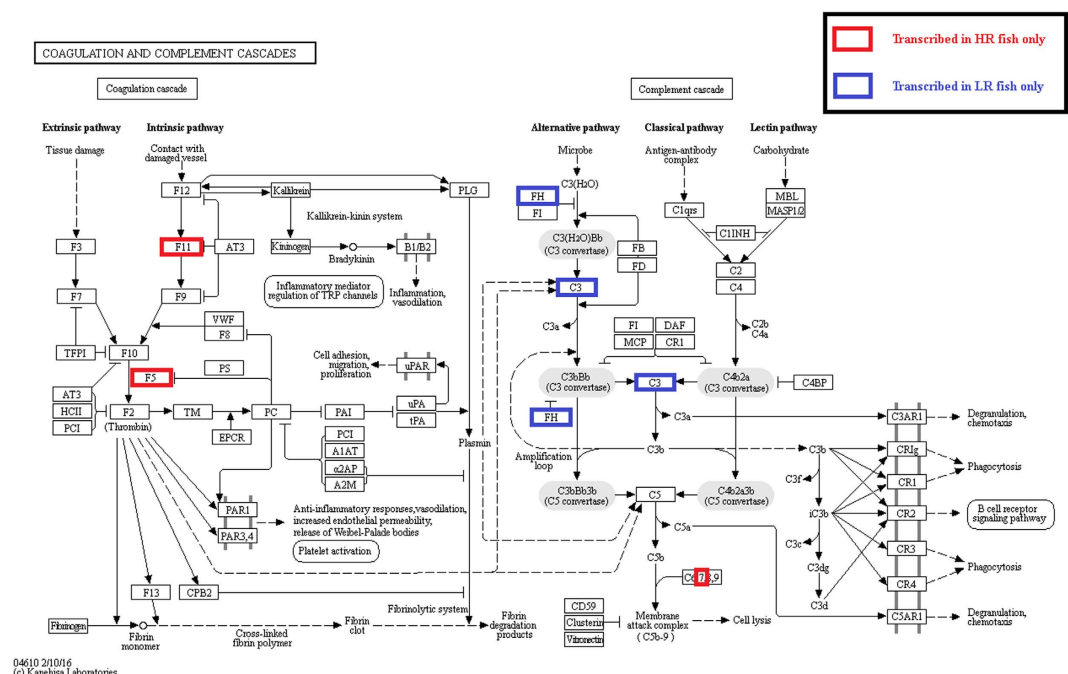 Transcribed in HR fish only
Transcribed in LR fish only
COAGULATION AND COMPLEMENT CASCADES
Coagulation cascade
Complement cascade
Extrinsic pathway
Intrinsic pathway
Alternative pathway
Classical pathway
Lectin pathway
Tissue damage
Contact with
damaged vessel
Microbe
Antigen-antibody
complex
Carbohydrate
F12
Kallikrein
PLG
C3(H2O)
FH
FI
MBL
MASP1/2
C1qrs
Kallikrein-kinin system
F3
F11
AT3
Kininogen
Bradykinin
B1/B2
C3(H2O)Bb
(C3 convertase)
FB
FD
C1INH
C2
C4
F7
F9
Inflammatory mediator
regulation of TRP channels
Inflammation,
vasodilation
C3
C3a
C2b
C4a
VWF
F8
TFPI
F10
F5
PS
Cell adhesion,
migration,
proliferation
uPAR
FI
DAF
MCP
CR1
C3bBb
(C3 convertase)
C3
C4b2a
(C3 convertase)
C4BP
AT3
HCII
PCI
F2
(Thrombin)
TM
EPCR
PC
PAI
uPA
tPA
Plasmin
FH
C3a
C3AR1
Degranulation,
chemotaxis
PCI
A1AT
α2AP
A2M
Amplification
loop
C3b
C3b
C3f
CRIg
CR1
Phagocytosis
C3bBb3b
(C5 convertase)
C5
C4b2a3b
(C5 convertase)
PAR1
PAR3,4
Anti-inflammatory responses,vasodilation,
increased endothelial permeability,
release of Weibel-Palade bodies
Platelet activation
C5a
iC3b
CR2
B cell receptor
signaling pathway
C3c
C3dg
CR3
C5b
C6,7,8,9
C3d
CR4
Phagocytosis
F13
CPB2
Fibrinolytic system
CD59
Clusterin
Vitronectin
Membrane
attack complex
(C5b-9)
Cell lysis
C5AR1
Degranulation,
chemotaxis
Fibrinogen
Fibrin
monomer
Cross-linked
fibrin polymer
Fibrin
clot
Fibrin
degradation
products
04610 2/10/16
(c) Kanehisa Laboratories